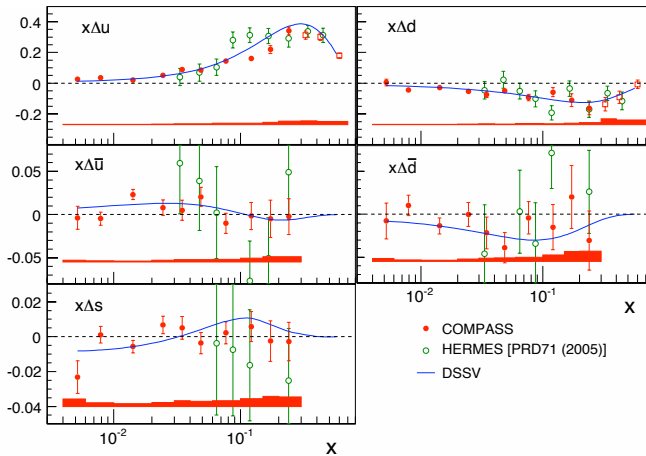 xΔu
xΔd
0.4
0.2
0
-0.2
xΔū
xΔd̄
0.05
0
-0.05
10⁻²
10⁻¹
x
xΔs
0.02
0
-0.02
-0.04
10⁻²
10⁻¹
x
COMPASS
HERMES [PRD71 (2005)]
DSSV